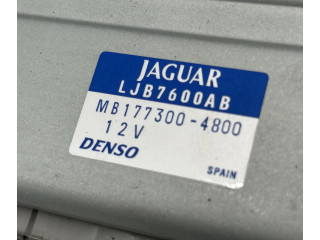 JAGUAR
LJB7600AB
MB177300-4800
12V
DENSO
SPAIN